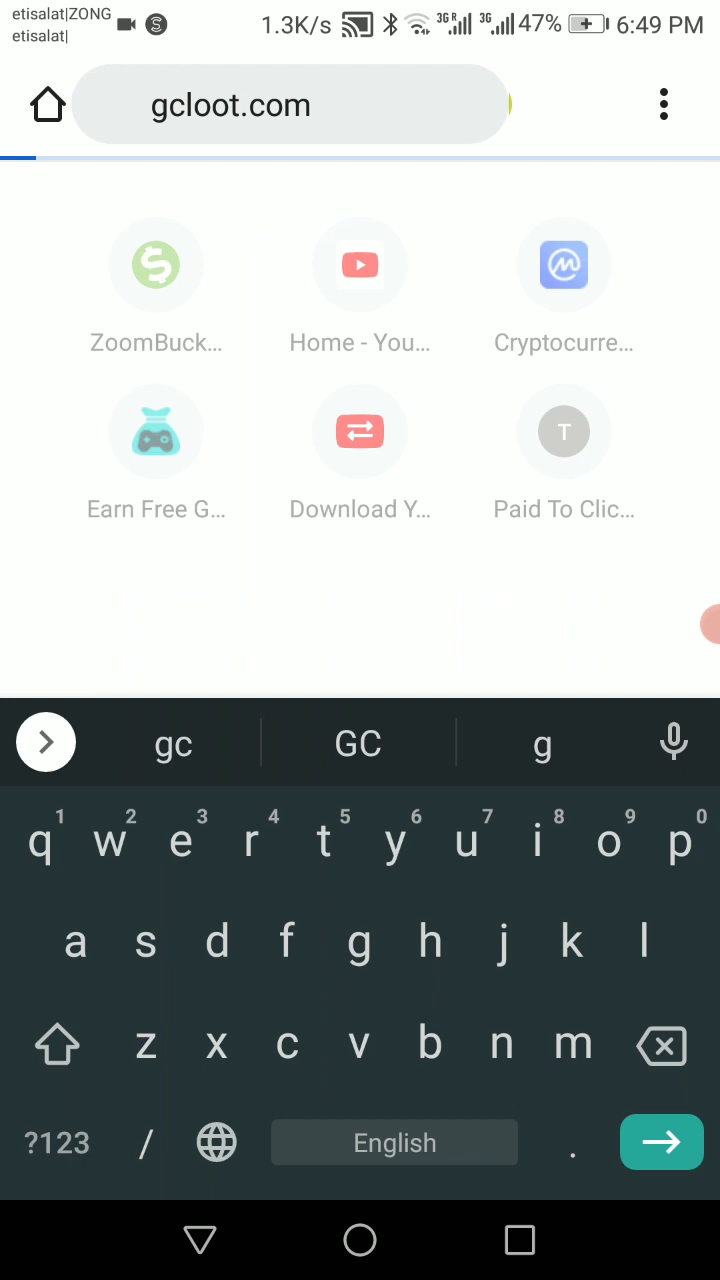 etisalat|ZONG
etisalat|
1.3K/s 3G R 3G 47% 6:49 PM
gcloot.com
ZoomBuck... Home - You... Cryptocurre...
T
Earn Free G... Download Y... Paid To Clic...
gc GC g
1 2 3 4 5 6 7 8 9 0
q w e r t y u i o p
a s d f g h j k l
z x c v b n m
?123 / English .